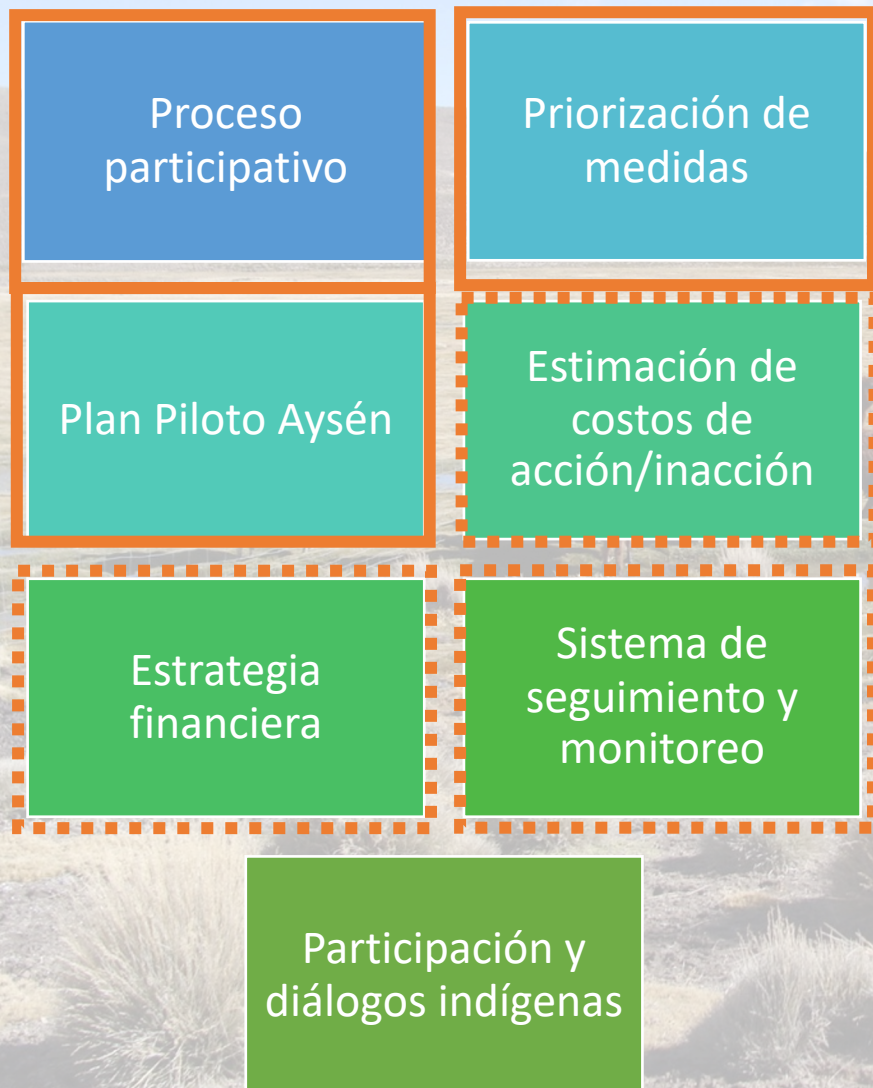 Proceso
participativo
Priorización de
medidas
Plan Piloto Aysén
Estimación de
costos de
acción/inacción
Estrategia
financiera
Sistema de
seguimiento y
monitoreo
Participación y
diálogos indígenas